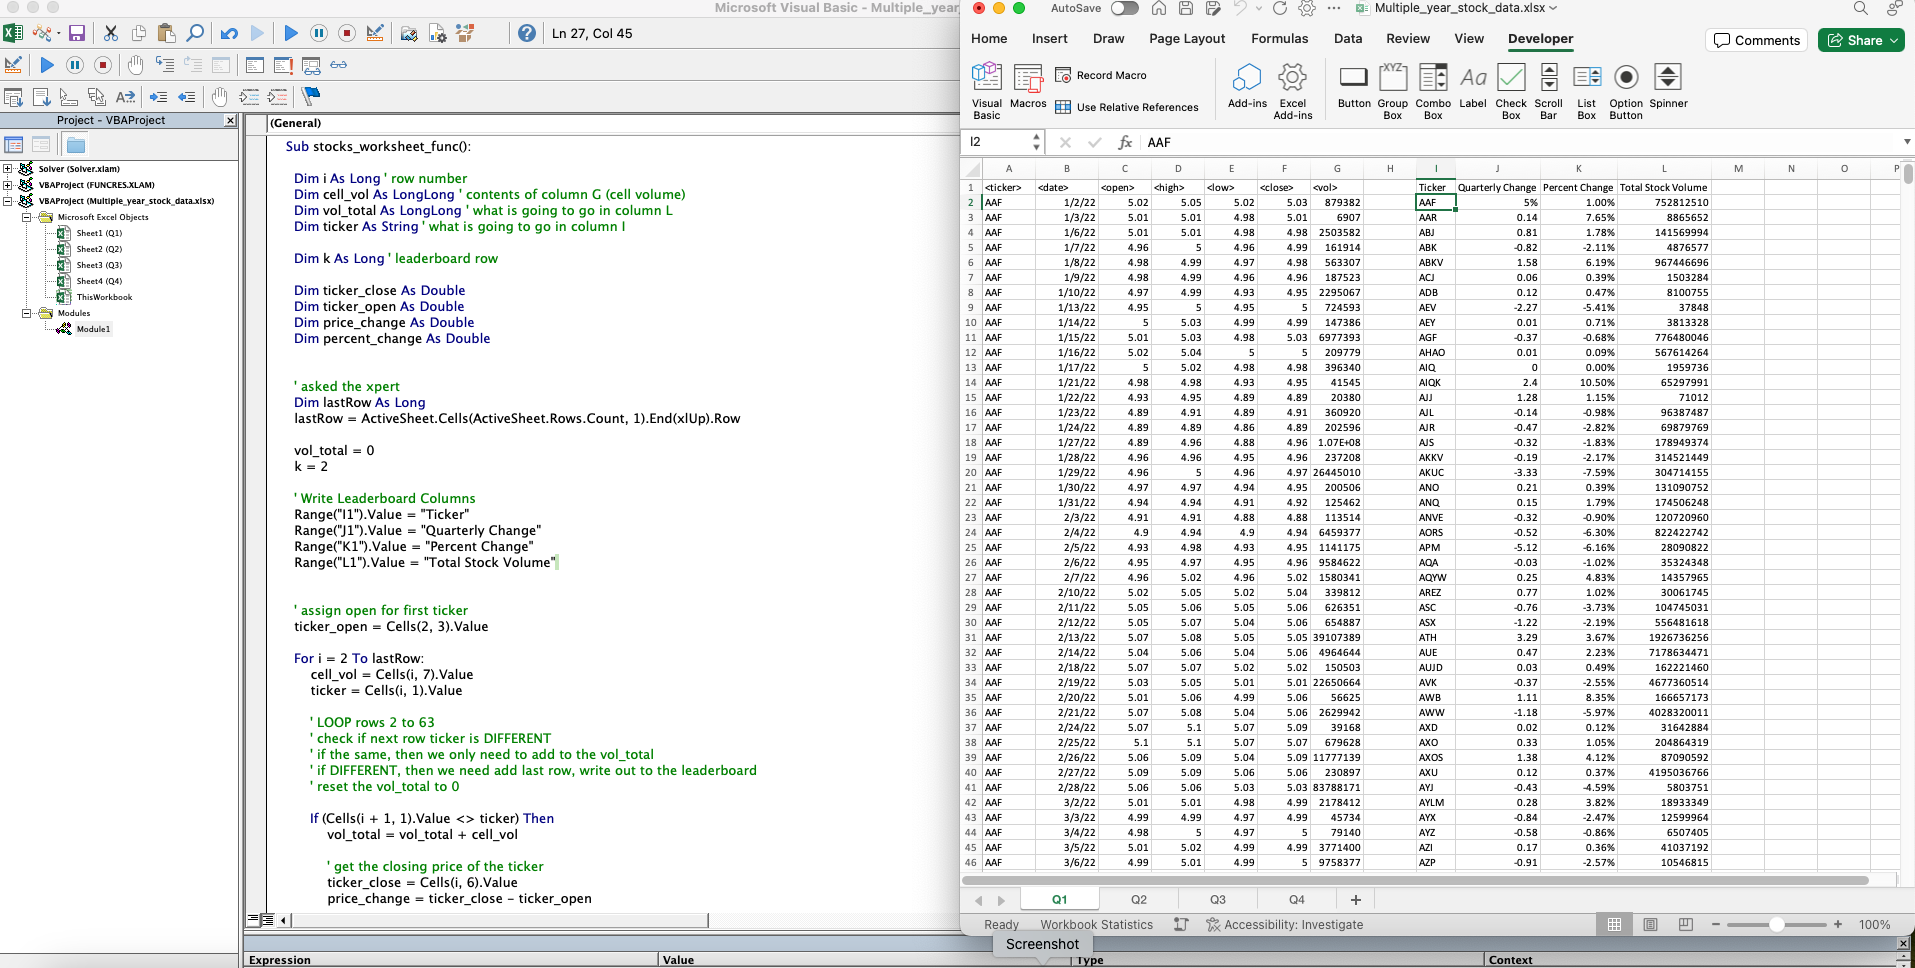 Microsoft Visual Basic - Multiple_year
Ln 27, Col 45
Project - VBAProject
Solver (Solver.xlam)
VBAProject (FUNCRES.XLAM)
VBAProject (Multiple_year_stock_data.xlsx)
Microsoft Excel Objects
Sheet1 (Q1)
Sheet2 (Q2)
Sheet3 (Q3)
Sheet4 (Q4)
ThisWorkbook
Modules
Module1
(General)
Sub stocks_worksheet_func():
Dim i As Long ' row number
Dim cell_vol As LongLong ' contents of column G (cell volume)
Dim vol_total As LongLong ' what is going to go in column L
Dim ticker As String ' what is going to go in column I
Dim k As Long ' leaderboard row
Dim ticker_close As Double
Dim ticker_open As Double
Dim price_change As Double
Dim percent_change As Double
' asked the xpert
Dim lastRow As Long
lastRow = ActiveSheet.Cells(ActiveSheet.Rows.Count, 1).End(xlUp).Row
vol_total = 0
k = 2
' Write Leaderboard Columns
Range("I1").Value = "Ticker"
Range("J1").Value = "Quarterly Change"
Range("K1").Value = "Percent Change"
Range("L1").Value = "Total Stock Volume"
' assign open for first ticker
ticker_open = Cells(2, 3).Value
For i = 2 To lastRow:
cell_vol = Cells(i, 7).Value
ticker = Cells(i, 1).Value
' LOOP rows 2 to 63
' check if next row ticker is DIFFERENT
' if the same, then we only need to add to the vol_total
' if DIFFERENT, then we need add last row, write out to the leaderboard
' reset the vol_total to 0
If (Cells(i + 1, 1).Value <> ticker) Then
vol_total = vol_total + cell_vol
' get the closing price of the ticker
ticker_close = Cells(i, 6).Value
price_change = ticker_close - ticker_open
Expression Value Type Context
AutoSave Multiple_year_stock_data.xlsx
Home Insert Draw Page Layout Formulas Data Review View Developer Comments Share
Visual Basic Macros Record Macro Use Relative References Add-ins Excel Add-ins Button Group Box Combo Box Label Check Box Scroll Bar List Box Option Button Spinner
XYZ Aa
I2 fx AAF
A B C D E F G H I J K L M N O P
1 <ticker> <date> <open> <high> <low> <close> <vol> Ticker Quarterly Change Percent Change Total Stock Volume
2 AAF 1/2/22 5.02 5.05 5.02 5.03 879382 AAF 5% 1.00% 752812510
3 AAF 1/3/22 5.01 5.01 4.98 5.01 6907 AAR 0.14 7.65% 8865652
4 AAF 1/6/22 5.01 5.01 4.98 4.98 2503582 ABJ 0.81 1.78% 141569994
5 AAF 1/7/22 4.96 5 4.96 4.99 161914 ABK -0.82 -2.11% 4876577
6 AAF 1/8/22 4.98 4.99 4.97 4.96 563307 ABKV 1.58 6.19% 967446696
7 AAF 1/9/22 4.98 4.99 4.96 4.98 187523 ACJ 0.06 0.39% 1503284
8 AAF 1/10/22 4.97 4.99 4.93 4.95 2295067 ADB 0.12 0.47% 8100755
9 AAF 1/13/22 4.95 5 4.95 5 724593 AEV -2.27 -5.41% 37848
10 AAF 1/14/22 5 5.03 4.99 4.99 147386 AEY 0.01 0.71% 3813328
11 AAF 1/15/22 5.01 5.03 4.98 5.03 6977393 AGF -0.37 -0.68% 776480046
12 AAF 1/16/22 5.02 5.04 5 5 209779 AHAO 0.01 0.09% 567614264
13 AAF 1/17/22 5 5.02 4.98 4.98 396340 AIQ 0 0.00% 1959736
14 AAF 1/21/22 4.98 4.98 4.93 4.95 41545 AIQK 2.4 10.50% 65297991
15 AAF 1/22/22 4.93 4.95 4.89 4.89 20380 AJJ 1.28 1.15% 71012
16 AAF 1/23/22 4.89 4.91 4.89 4.91 360920 AJL -0.14 -0.98% 96387487
17 AAF 1/24/22 4.89 4.89 4.86 4.89 202596 AJR -0.47 -2.82% 69879769
18 AAF 1/27/22 4.89 4.96 4.88 4.96 1.07E+08 AJS -0.32 -1.83% 178949374
19 AAF 1/28/22 4.96 4.96 4.95 4.96 237208 AKKV -0.19 -2.17% 314521449
20 AAF 1/29/22 4.96 5 4.96 4.97 26445010 AKUC -3.33 -7.59% 304714155
21 AAF 1/30/22 4.97 4.97 4.94 4.95 200506 ANO 0.21 0.39% 131090752
22 AAF 1/31/22 4.94 4.94 4.91 4.92 125462 ANQ 0.15 1.79% 174506248
23 AAF 2/3/22 4.91 4.91 4.88 4.88 113514 ANVE -0.32 -0.90% 120720960
24 AAF 2/4/22 4.9 4.94 4.9 4.94 6459377 AORS -0.52 -6.30% 822422742
25 AAF 2/5/22 4.93 4.98 4.93 4.95 1141175 APM -5.12 -6.16% 28090822
26 AAF 2/6/22 4.95 4.97 4.95 4.96 9584622 AQA -0.03 -1.02% 35324348
27 AAF 2/7/22 4.96 5.02 4.96 5.02 1580341 AQYW 0.25 4.83% 14357965
28 AAF 2/10/22 5.02 5.05 5.02 5.04 339812 AREZ 0.77 1.02% 30061745
29 AAF 2/11/22 5.05 5.06 5.05 5.06 626351 ASC -0.76 -3.73% 104745031
30 AAF 2/12/22 5.05 5.07 5.04 5.06 654887 ASX -1.22 -2.19% 556481618
31 AAF 2/13/22 5.07 5.08 5.05 5.05 39107389 ATH 3.29 3.67% 1926736256
32 AAF 2/14/22 5.04 5.06 5.04 5.06 4964644 AUE 0.47 2.23% 7178634471
33 AAF 2/18/22 5.07 5.07 5.02 5.02 150503 AUJD 0.03 0.49% 162221460
34 AAF 2/19/22 5.03 5.05 5.01 5.01 22650664 AVK -0.37 -2.55% 4677360514
35 AAF 2/20/22 5.01 5.06 4.99 5.06 56625 AWB 1.11 8.35% 166657173
36 AAF 2/21/22 5.07 5.08 5.04 5.06 2629942 AWW -1.18 -5.97% 4028320011
37 AAF 2/24/22 5.07 5.1 5.07 5.09 39168 AXD 0.02 0.12% 31642884
38 AAF 2/25/22 5.1 5.1 5.07 5.07 679628 AXO 0.33 1.05% 204864319
39 AAF 2/26/22 5.06 5.09 5.04 5.09 11777139 AXOS 1.38 4.12% 87090592
40 AAF 2/27/22 5.09 5.09 5.06 5.06 230897 AXU 0.12 0.37% 4195036766
41 AAF 2/28/22 5.06 5.06 5.03 5.03 83788171 AYJ -0.43 -4.59% 5803751
42 AAF 3/2/22 5.01 5.01 4.98 4.99 2178412 AYLM 0.28 3.82% 18933349
43 AAF 3/3/22 4.99 4.99 4.97 4.99 45734 AYX -0.84 -2.47% 12599964
44 AAF 3/4/22 4.98 5 4.97 5 79140 AYZ -0.58 -0.86% 6507405
45 AAF 3/5/22 5.01 5.02 4.99 4.99 3771400 AZI 0.17 0.36% 41037192
46 AAF 3/6/22 4.99 5.01 4.99 5 9758377 AZP -0.91 -2.57% 10546815
Q1 Q2 Q3 Q4
Ready Workbook Statistics Accessibility: Investigate 100%
Screenshot